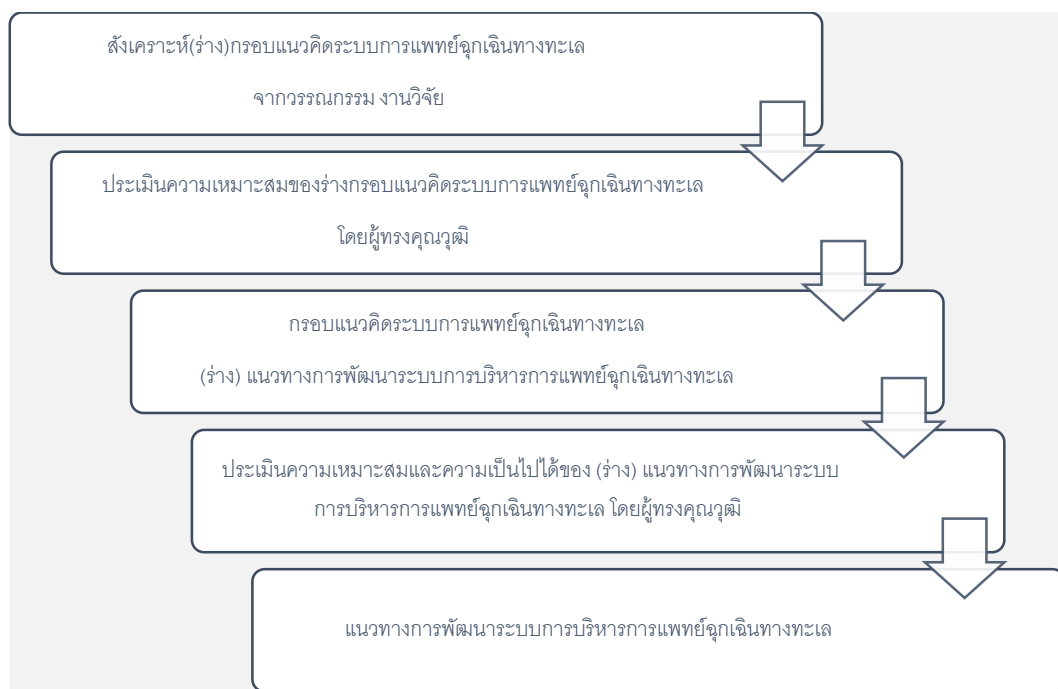 สังเคราะห์(ร่าง)กรอบแนวคิดระบบการแพทย์ฉุกเฉินทางทะเล
จากวรรณกรรม งานวิจัย
ประเมินความเหมาะสมของร่างกรอบแนวคิดระบบการแพทย์ฉุกเฉินทางทะเล
โดยผู้ทรงคุณวุฒิ
กรอบแนวคิดระบบการแพทย์ฉุกเฉินทางทะเล
(ร่าง) แนวทางการพัฒนาระบบการบริหารการแพทย์ฉุกเฉินทางทะเล
ประเมินความเหมาะสมและความเป็นไปได้ของ (ร่าง) แนวทางการพัฒนาระบบ
การบริหารการแพทย์ฉุกเฉินทางทะเล โดยผู้ทรงคุณวุฒิ
แนวทางการพัฒนาระบบการบริหารการแพทย์ฉุกเฉินทางทะเล